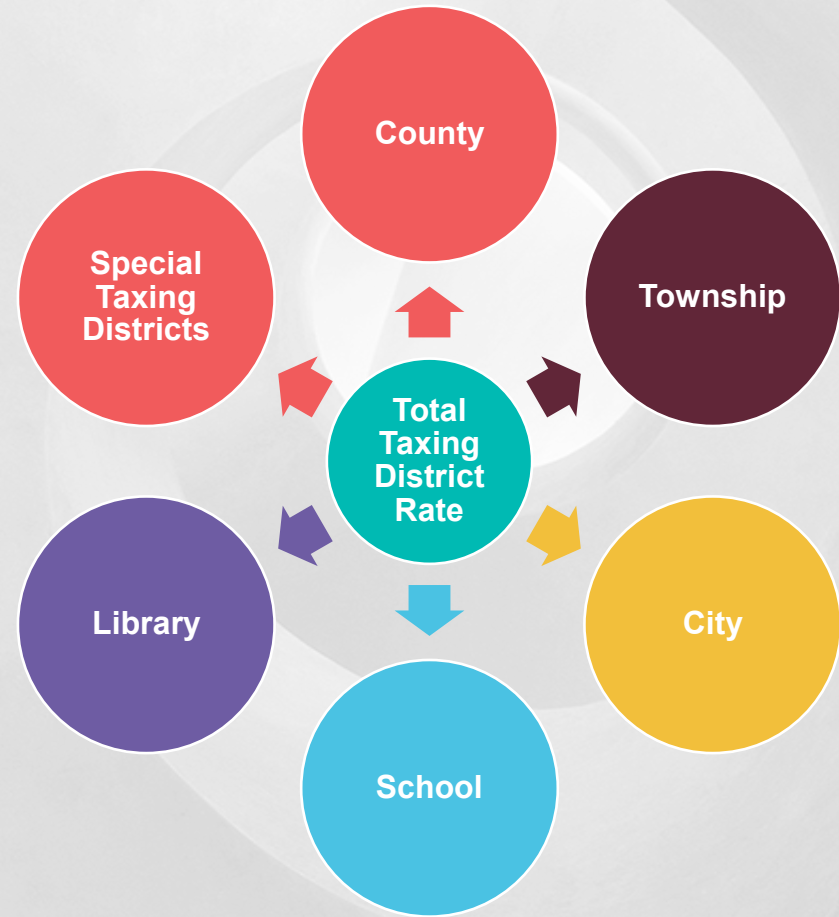 County
Special
Taxing
Districts
Township
Total
Taxing
District
Rate
Library
City
School